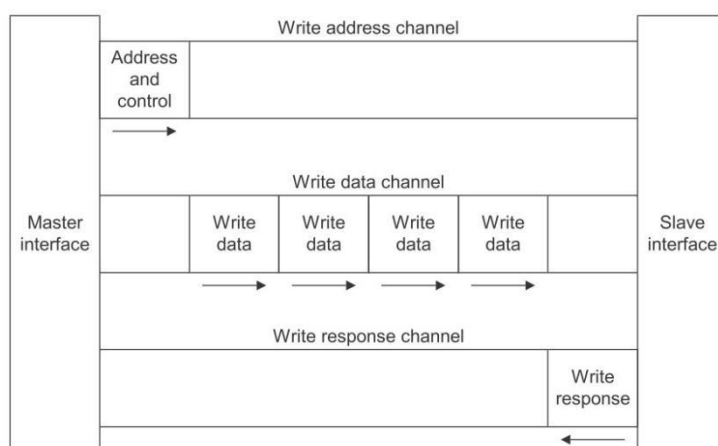 Write address channel
Address
and
control
Write data channel
Master
interface
Write
data
Write
data
Write
data
Write
data
Slave
interface
Write response channel
Write
response